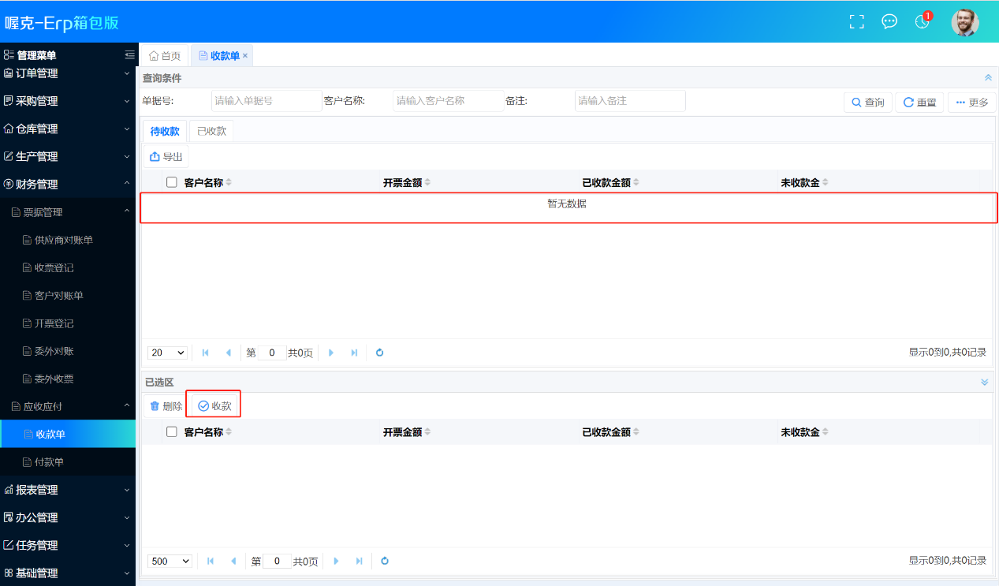 喔克-Erp箱包版
1
管理菜单
订单管理
采购管理
仓库管理
生产管理
财务管理
票据管理
供应商对账单
收票登记
客户对账单
开票登记
委外对账
委外收票
应收应付
收款单
付款单
报表管理
办公管理
任务管理
基础管理
首页 收款单 ×
查询条件
单据号: 请输入单据号 客户名称: 请输入客户名称 备注: 请输入备注 查询 重置 更多
待收款 已收款
导出
客户名称 开票金额 已收款金额 未收款金
暂无数据
20 第 0 共0页 显示0到0,共0记录
已选区
删除 收款
客户名称 开票金额 已收款金额 未收款金
500 第 0 共0页 显示0到0,共0记录